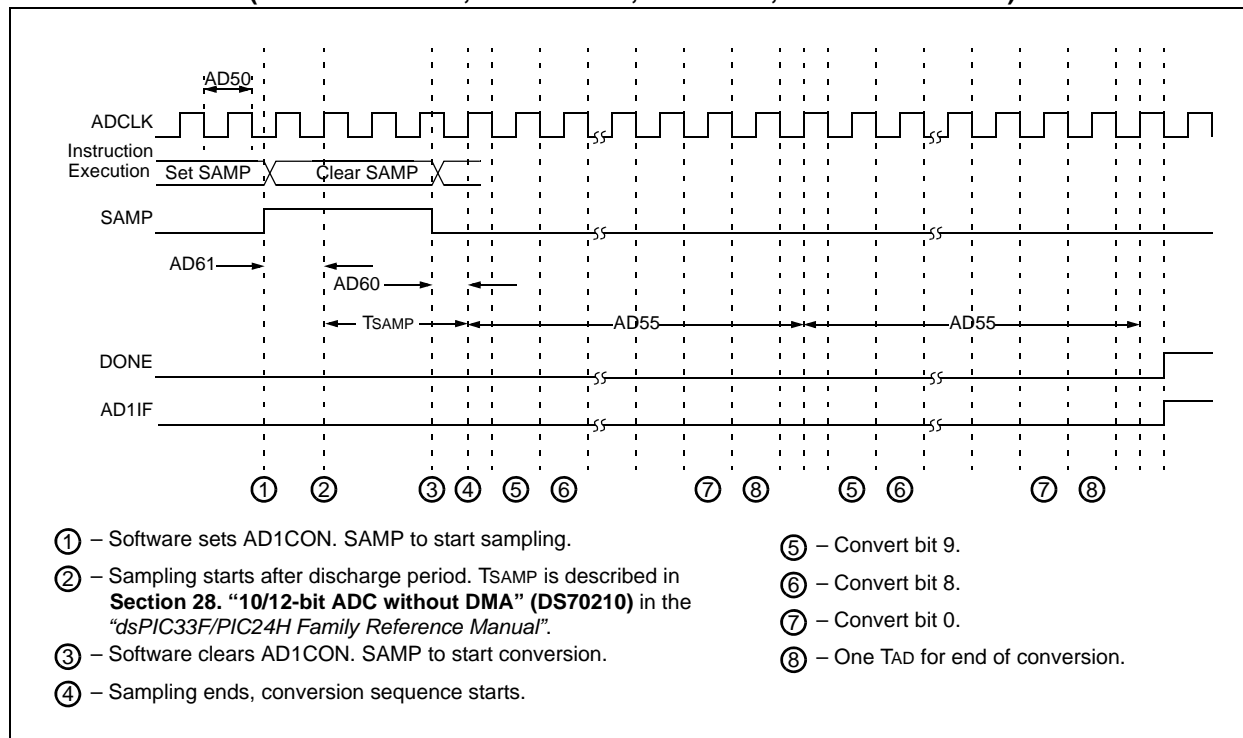 AD50
ADCLK
Instruction
Execution
Set SAMP
Clear SAMP
SAMP
AD61
AD60
TSAMP
AD55
AD55
DONE
AD1IF
1 2 3 4 5 6 7 8 5 6 7 8
① – Software sets AD1CON. SAMP to start sampling.
② – Sampling starts after discharge period. TSAMP is described in
Section 28. “10/12-bit ADC without DMA” (DS70210) in the
“dsPIC33F/PIC24H Family Reference Manual”.
③ – Software clears AD1CON. SAMP to start conversion.
④ – Sampling ends, conversion sequence starts.
⑤ – Convert bit 9.
⑥ – Convert bit 8.
⑦ – Convert bit 0.
⑧ – One TAD for end of conversion.